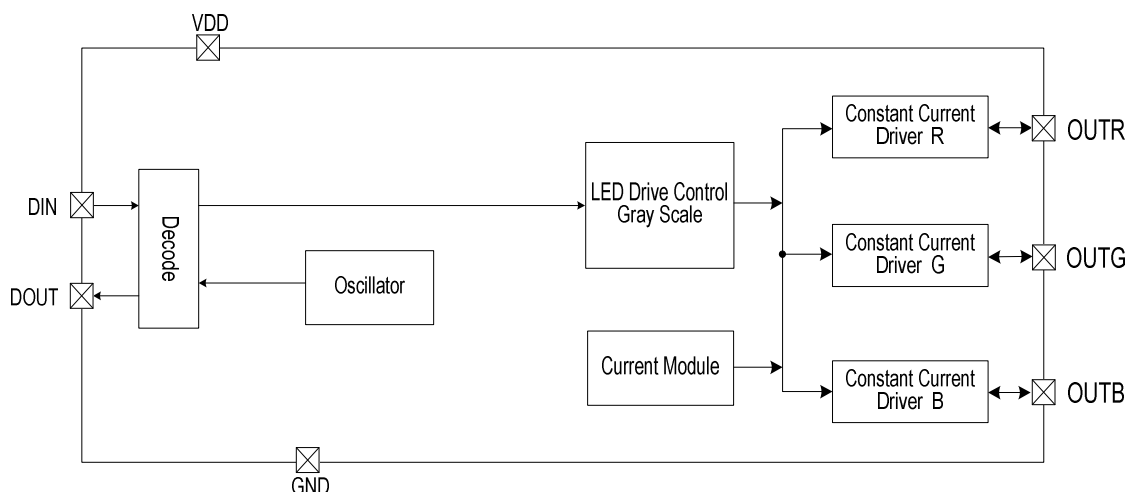 VDD
DIN
DOUT
Decode
Oscillator
LED Drive Control
Gray Scale
Current Module
Constant Current
Driver R
Constant Current
Driver G
Constant Current
Driver B
OUTR
OUTG
OUTB
GND